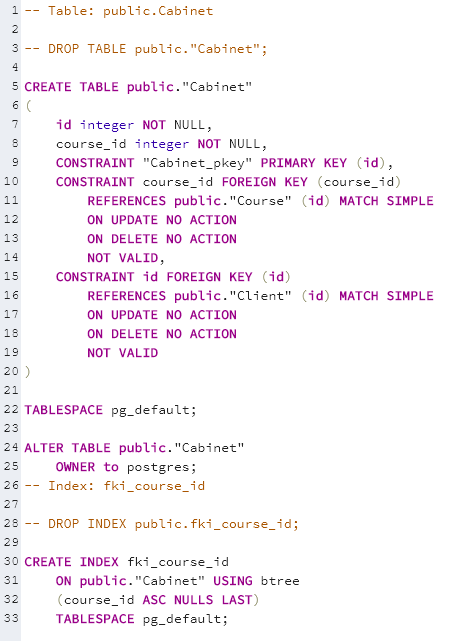 1 -- Table: public.Cabinet
2
3 -- DROP TABLE public."Cabinet";
4
5 CREATE TABLE public."Cabinet"
6 (
7     id integer NOT NULL,
8     course_id integer NOT NULL,
9     CONSTRAINT "Cabinet_pkey" PRIMARY KEY (id),
10     CONSTRAINT course_id FOREIGN KEY (course_id)
11         REFERENCES public."Course" (id) MATCH SIMPLE
12         ON UPDATE NO ACTION
13         ON DELETE NO ACTION
14         NOT VALID,
15     CONSTRAINT id FOREIGN KEY (id)
16         REFERENCES public."Client" (id) MATCH SIMPLE
17         ON UPDATE NO ACTION
18         ON DELETE NO ACTION
19         NOT VALID
20 )
21
22 TABLESPACE pg_default;
23
24 ALTER TABLE public."Cabinet"
25     OWNER to postgres;
26 -- Index: fki_course_id
27
28 -- DROP INDEX public.fki_course_id;
29
30 CREATE INDEX fki_course_id
31     ON public."Cabinet" USING btree
32     (course_id ASC NULLS LAST)
33     TABLESPACE pg_default;